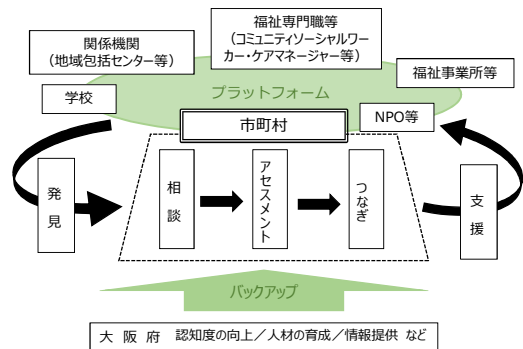 福祉専門職等
（コミュニティソーシャルワー
カー・ケアマネージャー等）
関係機関
（地域包括センター等）
福祉事業所等
学校
プラットフォーム
NPO等
市町村
発見
相談
アセスメント
つなぎ
支援
バックアップ
大 阪 府　認知度の向上／人材の育成／情報提供 など